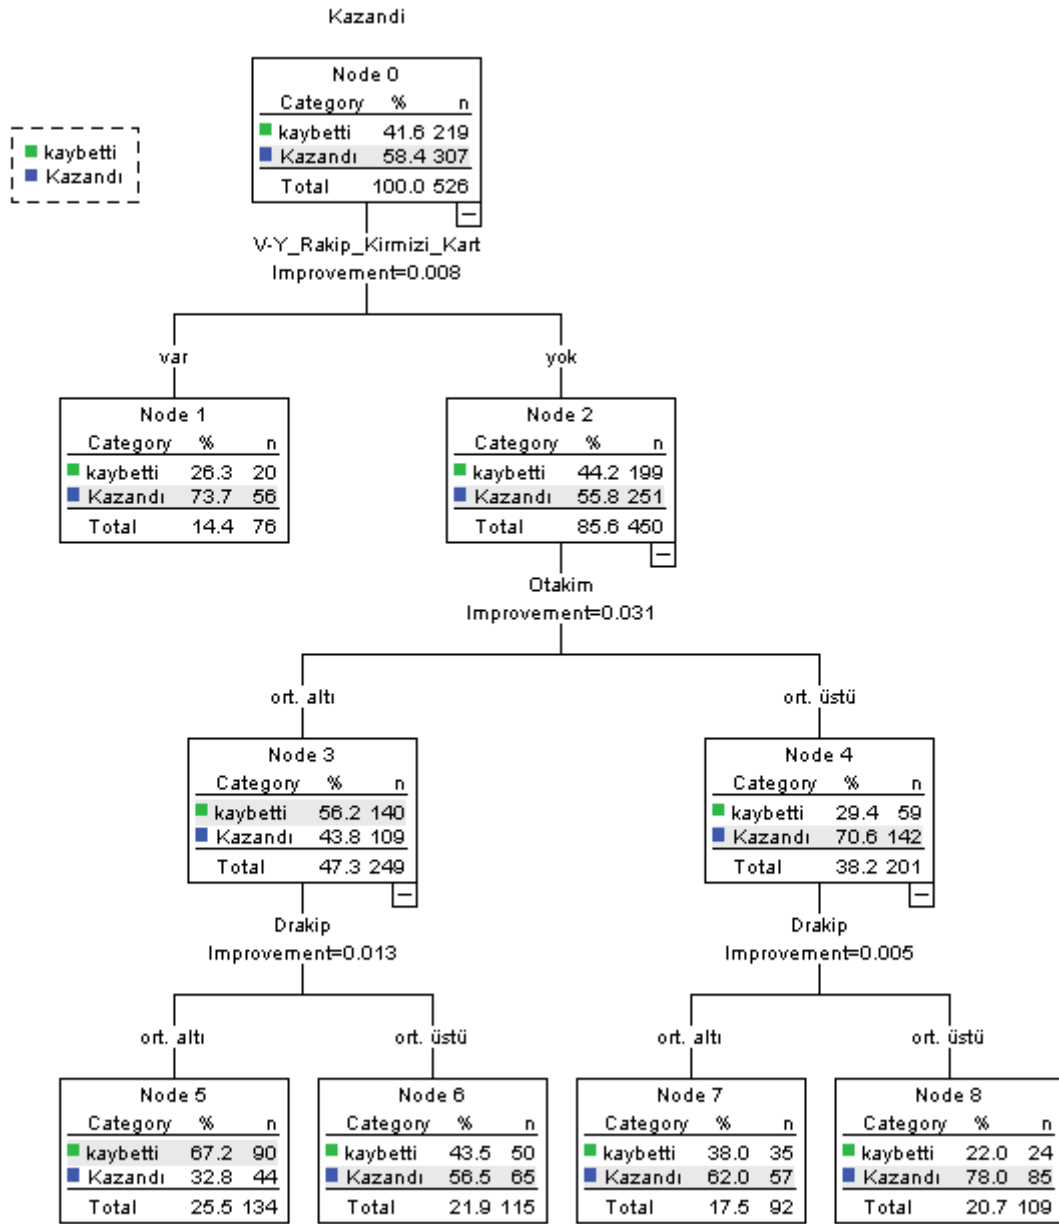 Kazandi
kaybetti
Kazandı
Node 0
Category % n
kaybetti 41.6 219
Kazandı 58.4 307
Total 100.0 526
V-Y_Rakip_Kirmizi_Kart
Improvement=0.008
var yok
Node 1
Category % n
kaybetti 26.3 20
Kazandı 73.7 56
Total 14.4 76
Node 2
Category % n
kaybetti 44.2 199
Kazandı 55.8 251
Total 85.6 450
Otakim
Improvement=0.031
ort. altı ort. üstü
Node 3
Category % n
kaybetti 56.2 140
Kazandı 43.8 109
Total 47.3 249
Node 4
Category % n
kaybetti 29.4 59
Kazandı 70.6 142
Total 38.2 201
Drakip
Improvement=0.013
Drakip
Improvement=0.005
ort. altı ort. üstü ort. altı ort. üstü
Node 5
Category % n
kaybetti 67.2 90
Kazandı 32.8 44
Total 25.5 134
Node 6
Category % n
kaybetti 43.5 50
Kazandı 56.5 65
Total 21.9 115
Node 7
Category % n
kaybetti 38.0 35
Kazandı 62.0 57
Total 17.5 92
Node 8
Category % n
kaybetti 22.0 24
Kazandı 78.0 85
Total 20.7 109